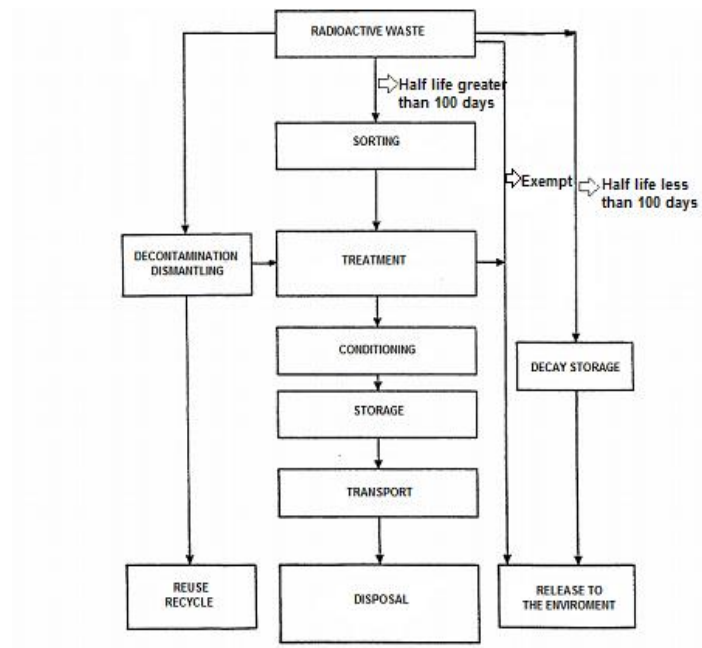 RADIOACTIVE WASTE
Half life greater
than 100 days
SORTING
Exempt
Half life less
than 100 days
DECONTAMINATION
DISMANTLING
TREATMENT
CONDITIONING
DECAY STORAGE
STORAGE
TRANSPORT
REUSE
RECYCLE
DISPOSAL
RELEASE TO
THE ENVIROMENT